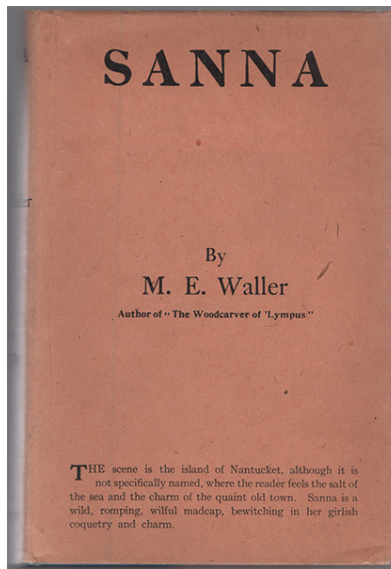 SANNA
By
M. E. Waller
Author of "The Woodcarver of 'Lympus"
THE scene is the island of Nantucket, although it is
not specifically named, where the reader feels the salt of
the sea and the charm of the quaint old town. Sanna is a
wild, romping, wilful madcap, bewitching in her girlish
coquetry and charm.